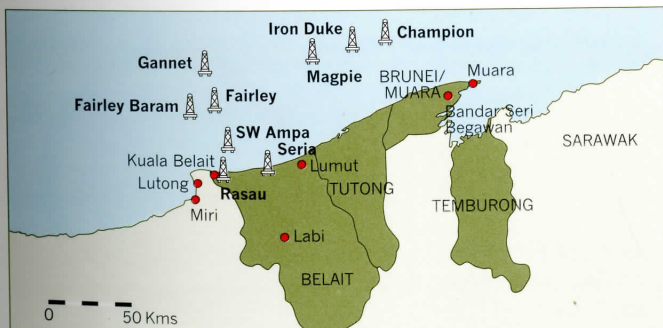 Iron Duke
Champion
Gannet
Magpie
BRUNEI/
MUARA
Muara
Fairley Baram
Fairley
Bandar Seri
Begawan
SW Ampa
Seria
SARAWAK
Kuala Belait
Lumut
Lutong
Rasau
TUTONG
Miri
TEMBURONG
Labi
BELAIT
0 50 Kms